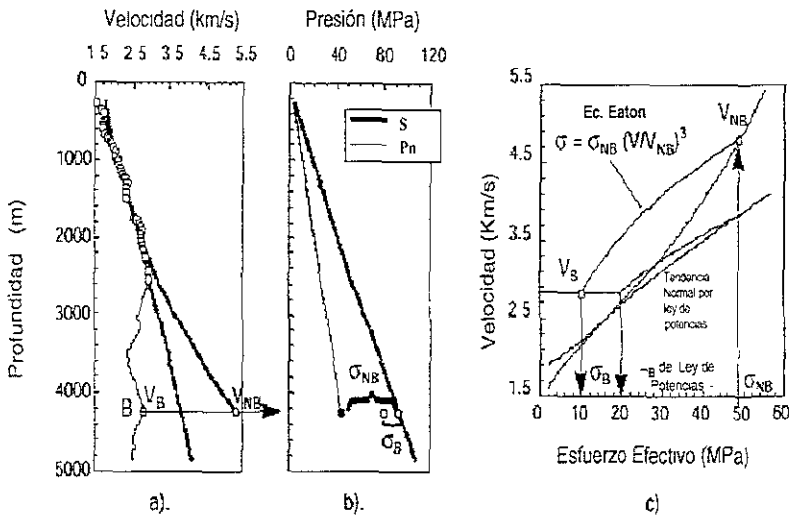 Velocidad (km/s)
1 5 2 5 3 5 4 5 5.5
Presión (MPa)
0 40 80 120
0
1000
2000
3000
4000
5000
Profundidad (m)
B
V_B
V_NB
a).
S
Pn
σ_NB
σ_B
b).
5.5
4.5
3.5
2.5
1.5
Velocidad (Km/s)
Ec. Eaton
σ = σ_NB (V/V_NB)^3
V_NB
V_B
Tendencia
Normal por
ley de
potencias
σ_B
de Ley de
Potencias -
σ_NB
0 10 20 30 40 50 60
Esfuerzo Efectivo (MPa)
c)